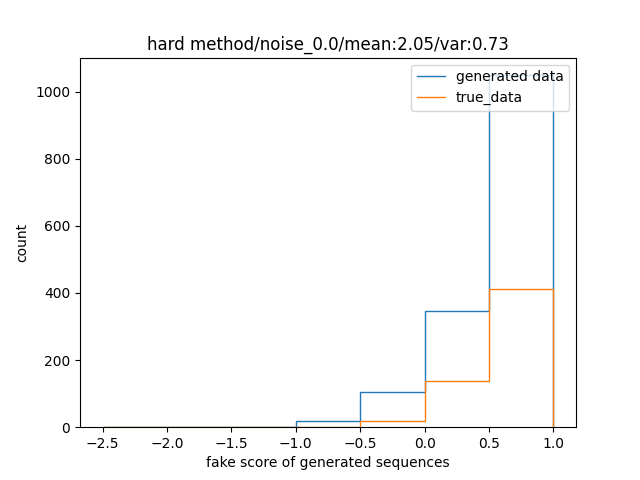 hard method/noise_0.0/mean:2.05/var:0.73
generated data
true_data
1000
800
600
400
200
0
count
−2.5 −2.0 −1.5 −1.0 −0.5 0.0 0.5 1.0
fake score of generated sequences